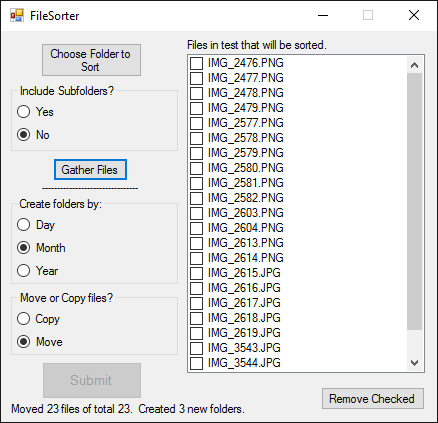 FileSorter
Choose Folder to
Sort
Include Subfolders?
Yes
No
Gather Files
--------------------------------
Create folders by:
Day
Month
Year
Move or Copy files?
Copy
Move
Submit
Moved 23 files of total 23.  Created 3 new folders.
Files in test that will be sorted.
IMG_2476.PNG
IMG_2477.PNG
IMG_2478.PNG
IMG_2479.PNG
IMG_2577.PNG
IMG_2578.PNG
IMG_2579.PNG
IMG_2580.PNG
IMG_2581.PNG
IMG_2582.PNG
IMG_2603.PNG
IMG_2604.PNG
IMG_2613.PNG
IMG_2614.PNG
IMG_2615.JPG
IMG_2616.JPG
IMG_2617.JPG
IMG_2618.JPG
IMG_2619.JPG
IMG_3543.JPG
IMG_3544.JPG
Remove Checked